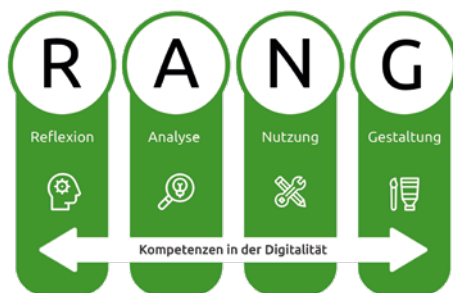 R A N G
Reflexion Analyse Nutzung Gestaltung
Kompetenzen in der Digitalität